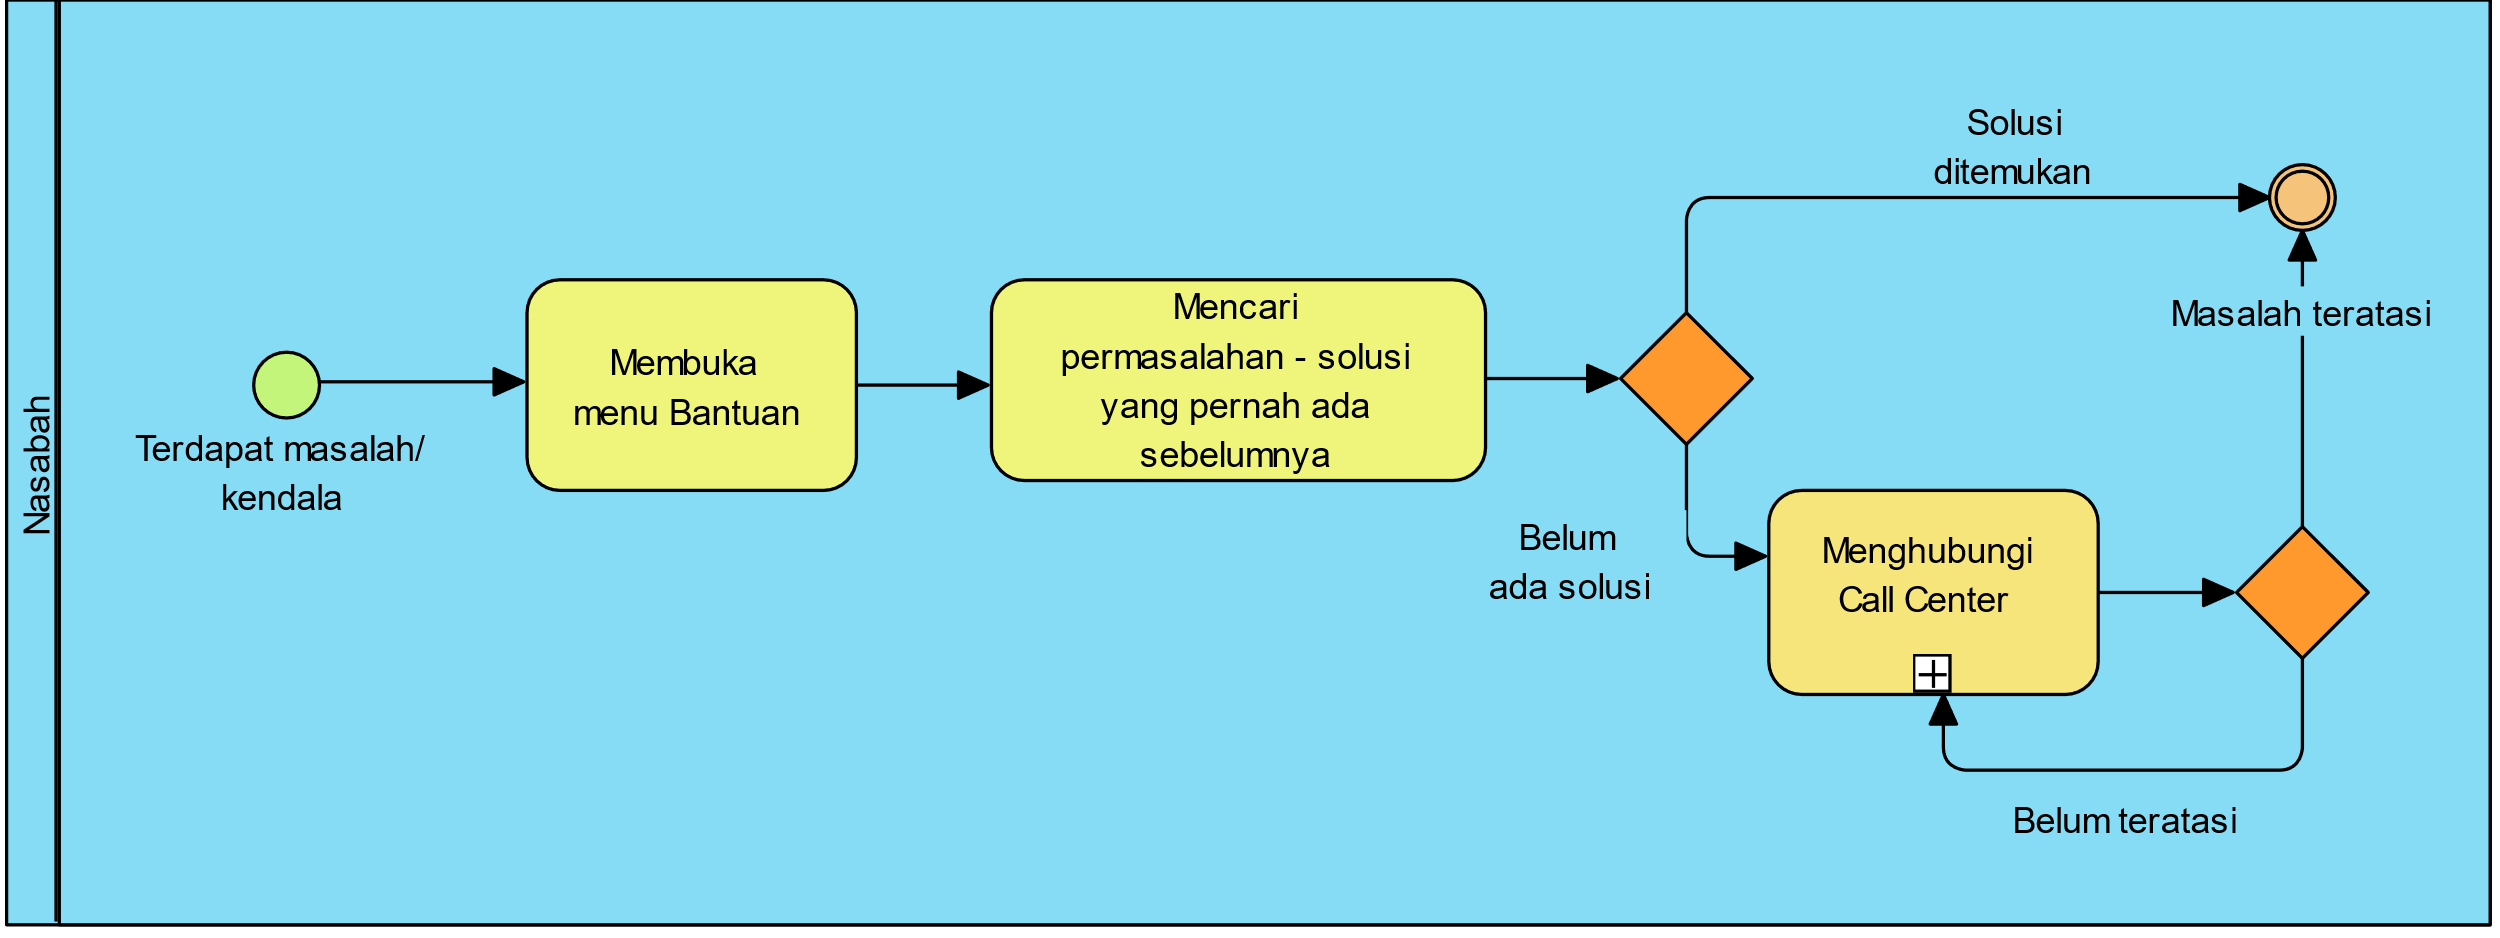 Nasabah
Terdapat masalah/
kendala
Membuka
menu Bantuan
Mencari
permasalahan - solusi
yang pernah ada
sebelumnya
Solusi
ditemukan
Belum
ada solusi
Menghubungi
Call Center
Masalah teratasi
Belum teratasi